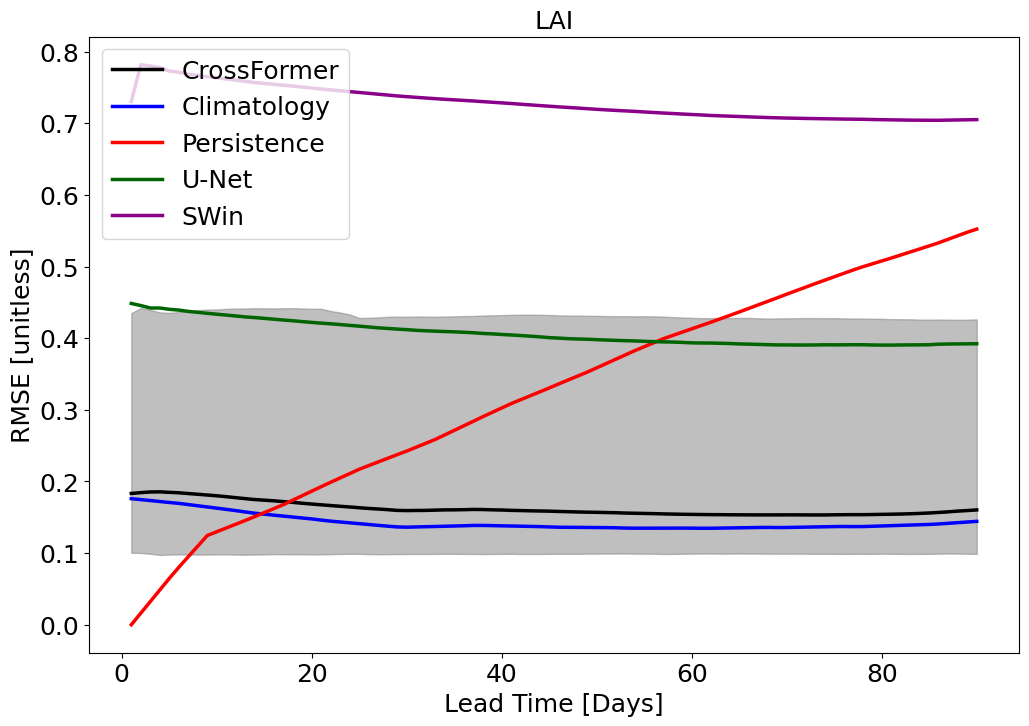 LAI
CrossFormer
Climatology
Persistence
U-Net
SWin
RMSE [unitless]
0.8
0.7
0.6
0.5
0.4
0.3
0.2
0.1
0.0
0 20 40 60 80
Lead Time [Days]